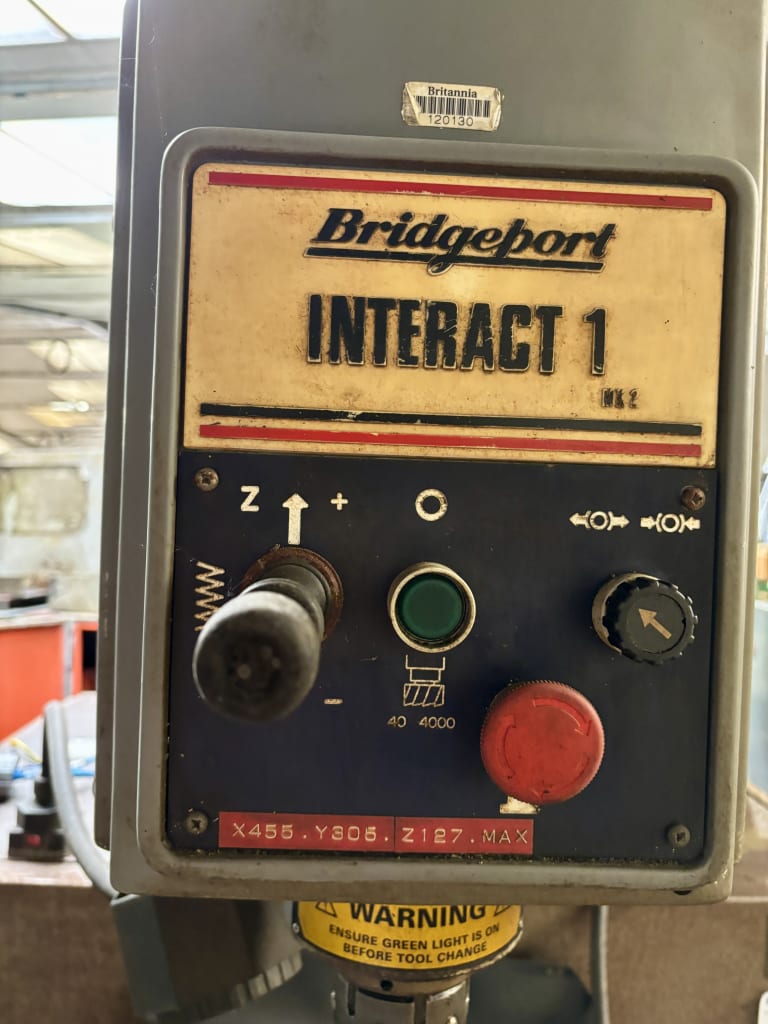 Britannia
120130
Bridgeport
INTERACT 1
MK 2
Z +
-
40 4000
X455.Y305.Z127.MAX
WARNING
ENSURE GREEN LIGHT IS ON
BEFORE TOOL CHANGE